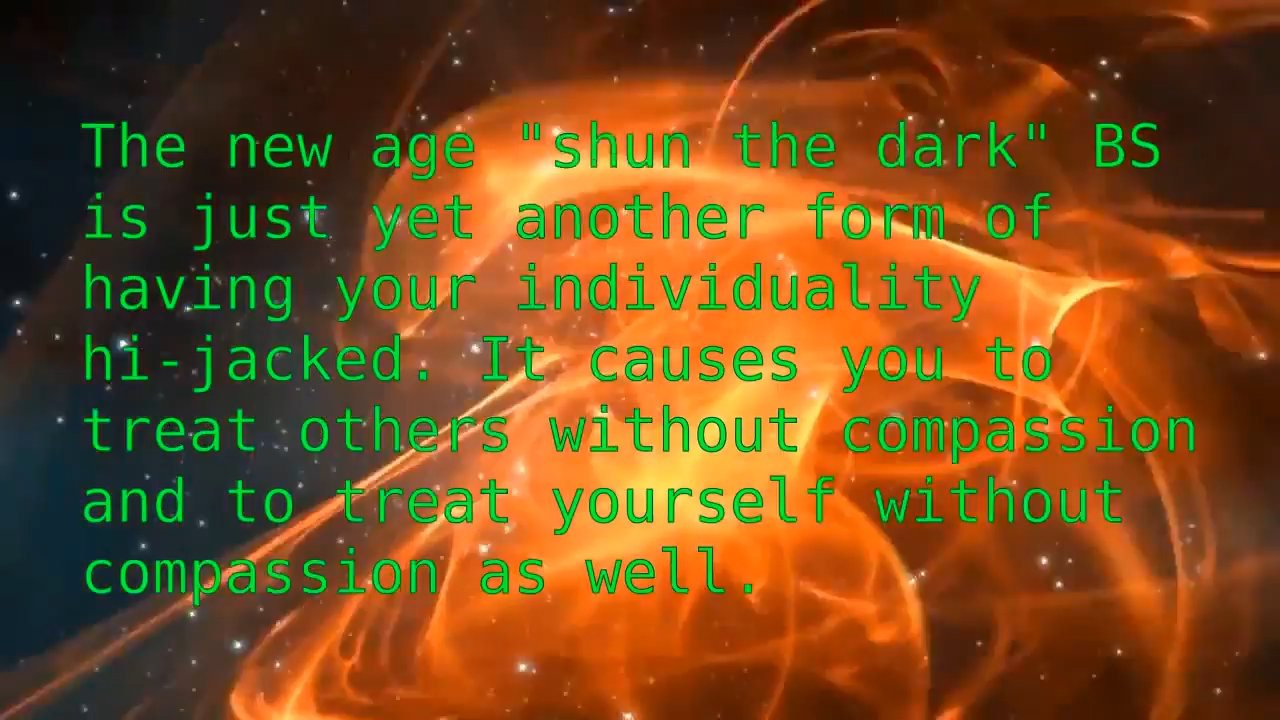 The new age "shun the dark" BS
is just yet another form of
having your individuality
hi-jacked. It causes you to
treat others without compassion
and to treat yourself without
compassion as well.